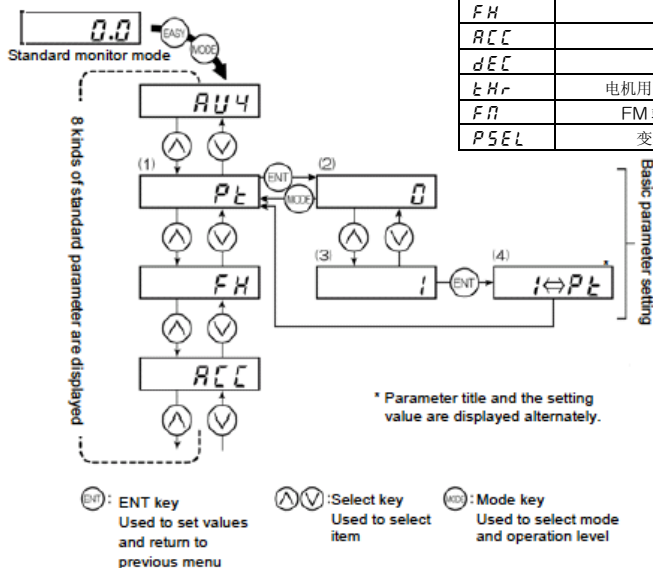 0.0
EASY
MODE
Standard monitor mode
FH
ACC
dEC
tHr 电机用
FM FM
PSEL 变
8 kinds of standard parameter are displayed
AU4
(1)
Pt
ENT
MODE
(2)
0
(3)
1
ENT
(4)
*
1⇔Pt
FH
ACC
Basic parameter setting
* Parameter title and the setting
value are displayed alternately.
ENT : ENT key
Used to set values
and return to
previous menu
:Select key
Used to select
item
MODE : Mode key
Used to select mode
and operation level